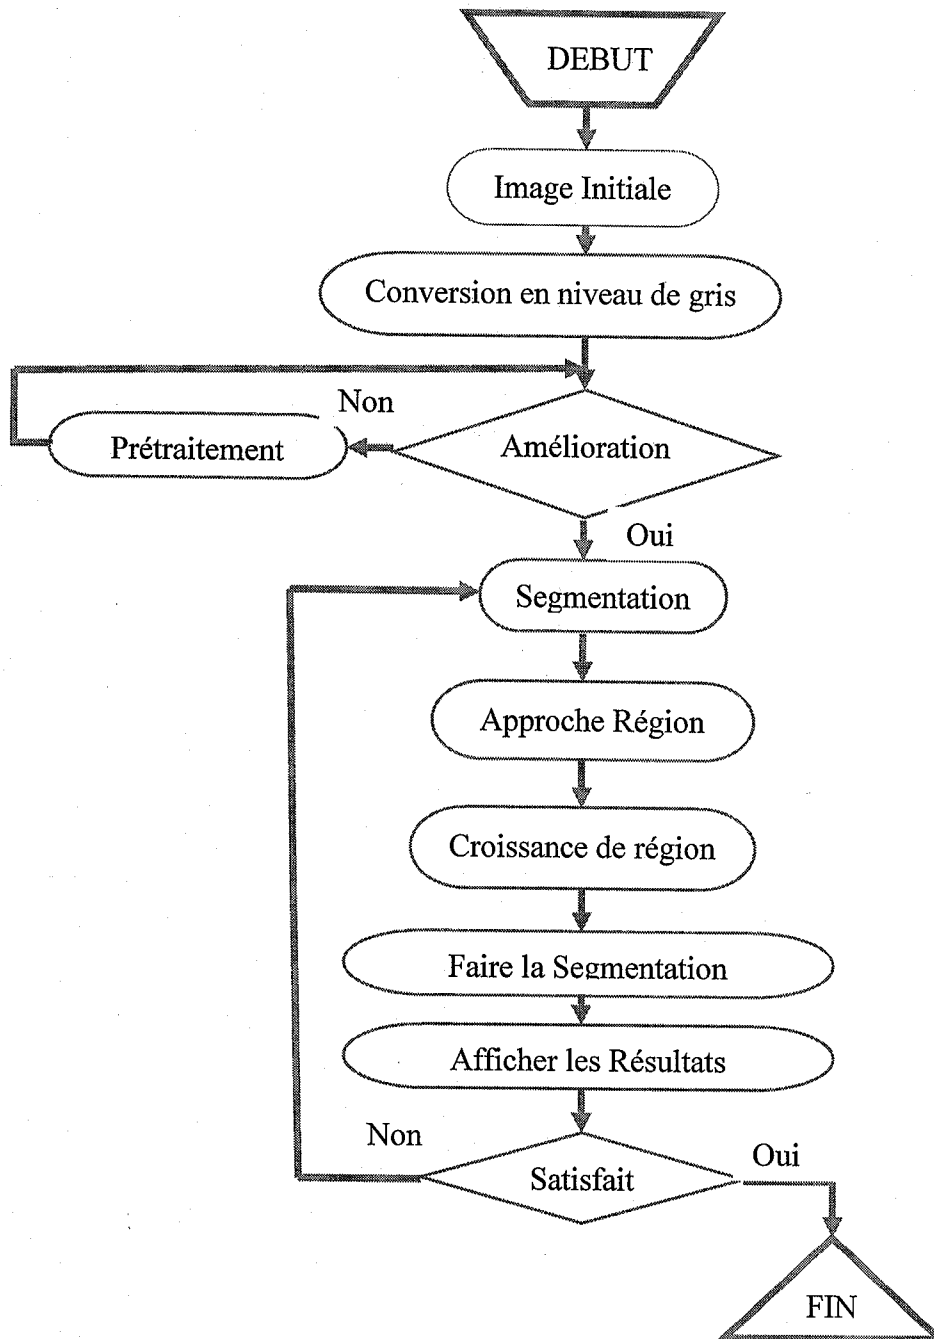 DEBUT
Image Initiale
Conversion en niveau de gris
Non
Prétraitement
Amélioration
Oui
Segmentation
Approche Région
Croissance de région
Faire la Segmentation
Afficher les Résultats
Non
Satisfait
Oui
FIN